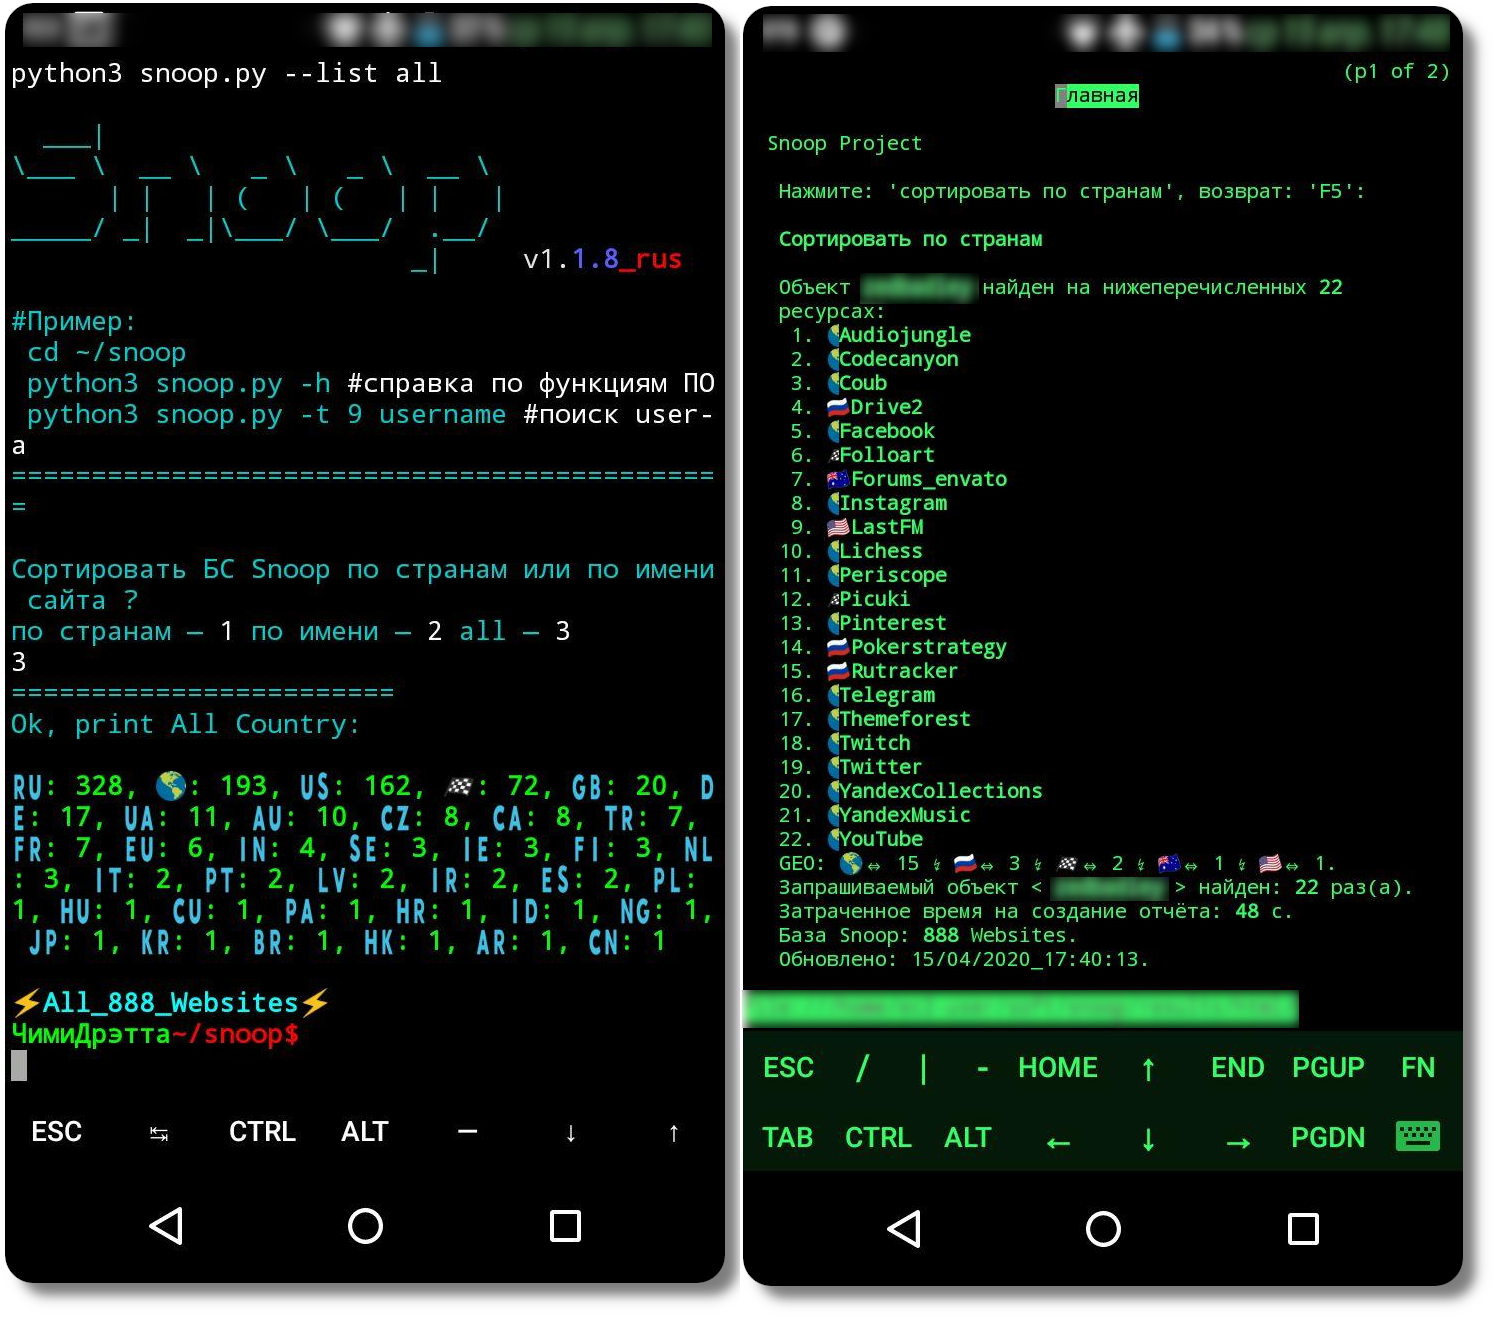 python3 snoop.py --list all
Snoop
v1.1.8_rus
#Пример:
cd ~/snoop
python3 snoop.py -h #справка по функциям ПО
python3 snoop.py -t 9 username #поиск user-
а
============================================
=
Сортировать БС Snoop по странам или по имени
сайта ?
по странам — 1 по имени — 2 all — 3
3
========================
Ok, print All Country:
RU: 328, 🌎: 193, US: 162, 🏁: 72, GB: 20, D
E: 17, UA: 11, AU: 10, CZ: 8, CA: 8, TR: 7,
FR: 7, EU: 6, IN: 4, SE: 3, IE: 3, FI: 3, NL
: 3, IT: 2, PT: 2, LV: 2, IR: 2, ES: 2, PL:
1, HU: 1, CU: 1, PA: 1, HR: 1, ID: 1, NG: 1,
JP: 1, KR: 1, BR: 1, HK: 1, AR: 1, CN: 1
⚡All_888_Websites⚡
ЧимиДрэтта~/snoop$
ESC ↹ CTRL ALT — ↓ ↑
(p1 of 2)
Главная
Snoop Project
Нажмите: 'сортировать по странам', возврат: 'F5':
Сортировать по странам
Объект найден на нижеперечисленных 22
ресурсах:
1. 🌎Audiojungle
2. 🌎Codecanyon
3. 🌎Coub
4. 🇷🇺Drive2
5. 🌎Facebook
6. 🏁Folloart
7. 🇦🇺Forums_envato
8. 🌎Instagram
9. 🇺🇸LastFM
10. 🌎Lichess
11. 🌎Periscope
12. 🏁Picuki
13. 🌎Pinterest
14. 🇷🇺Pokerstrategy
15. 🇷🇺Rutracker
16. 🌎Telegram
17. 🌎Themeforest
18. 🌎Twitch
19. 🌎Twitter
20. 🌎YandexCollections
21. 🌎YandexMusic
22. 🌎YouTube
GEO: 🌎⇔ 15 ↯ 🇷🇺⇔ 3 ↯ 🏁⇔ 2 ↯ 🇦🇺⇔ 1 ↯ 🇺🇸⇔ 1.
Запрашиваемый объект < > найден: 22 раз(а).
Затраченное время на создание отчёта: 48 c.
База Snoop: 888 Websites.
Обновлено: 15/04/2020_17:40:13.
ESC / | - HOME ↑ END PGUP FN
TAB CTRL ALT ← ↓ → PGDN